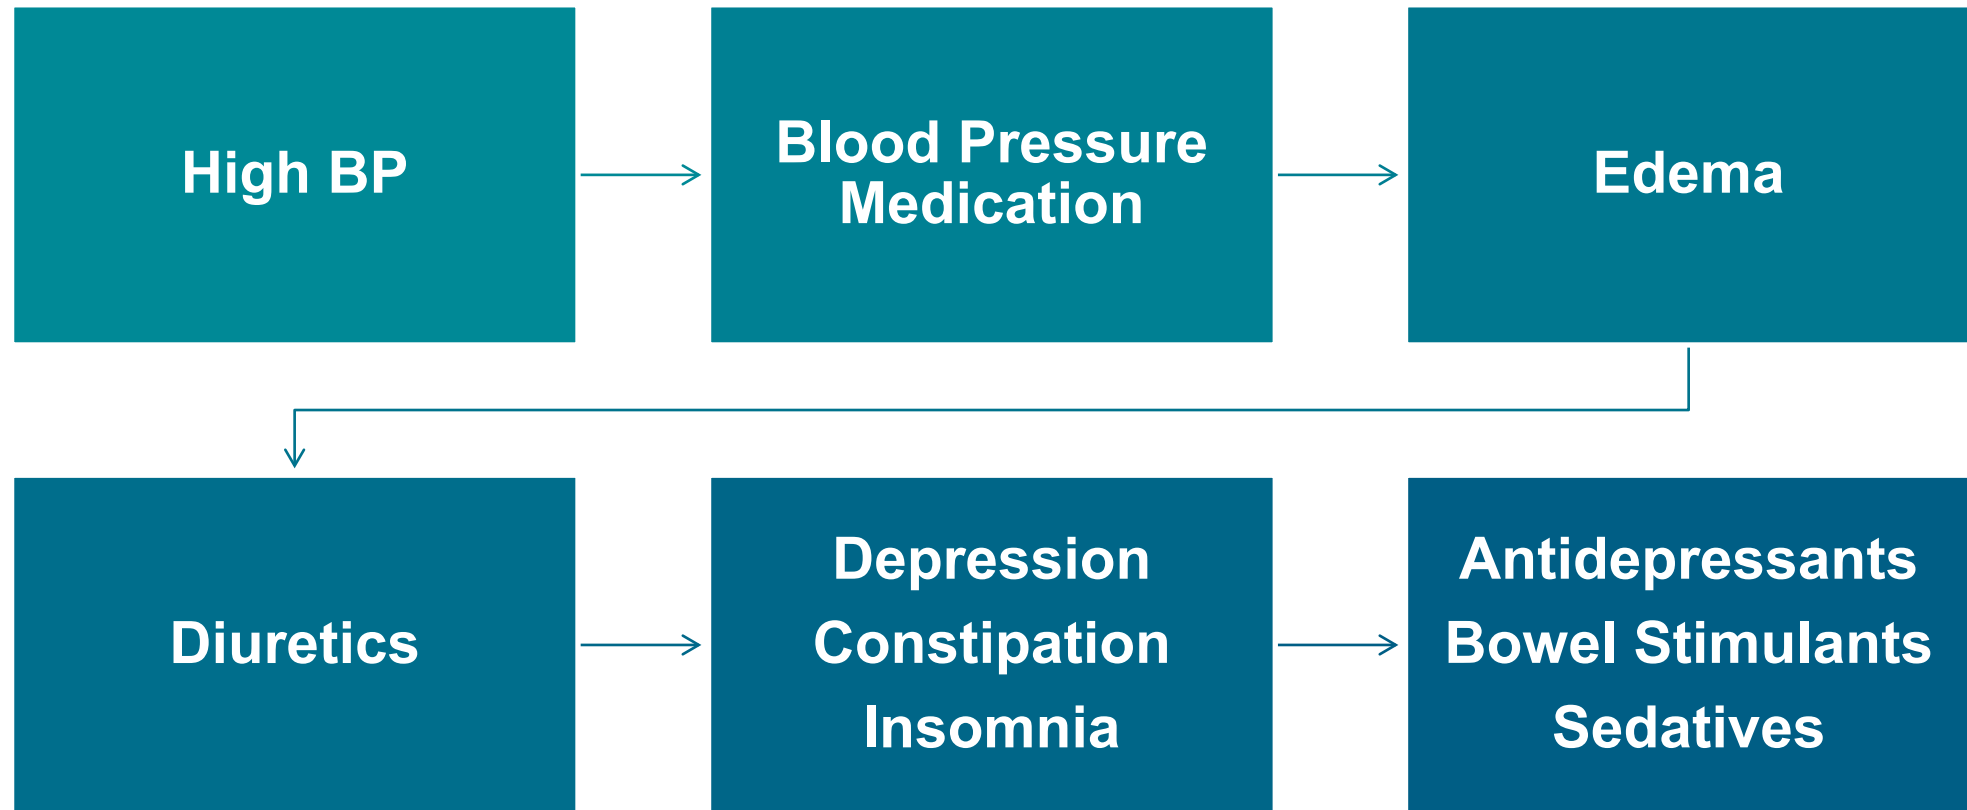 High BP
Blood Pressure
Medication
Edema
Diuretics
Depression
Constipation
Insomnia
Antidepressants
Bowel Stimulants
Sedatives